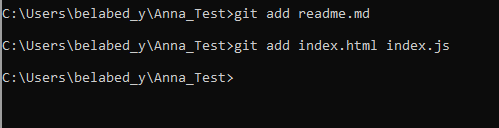 C:\Users\belabed_y\Anna_Test>git add readme.md
C:\Users\belabed_y\Anna_Test>git add index.html index.js
C:\Users\belabed_y\Anna_Test>